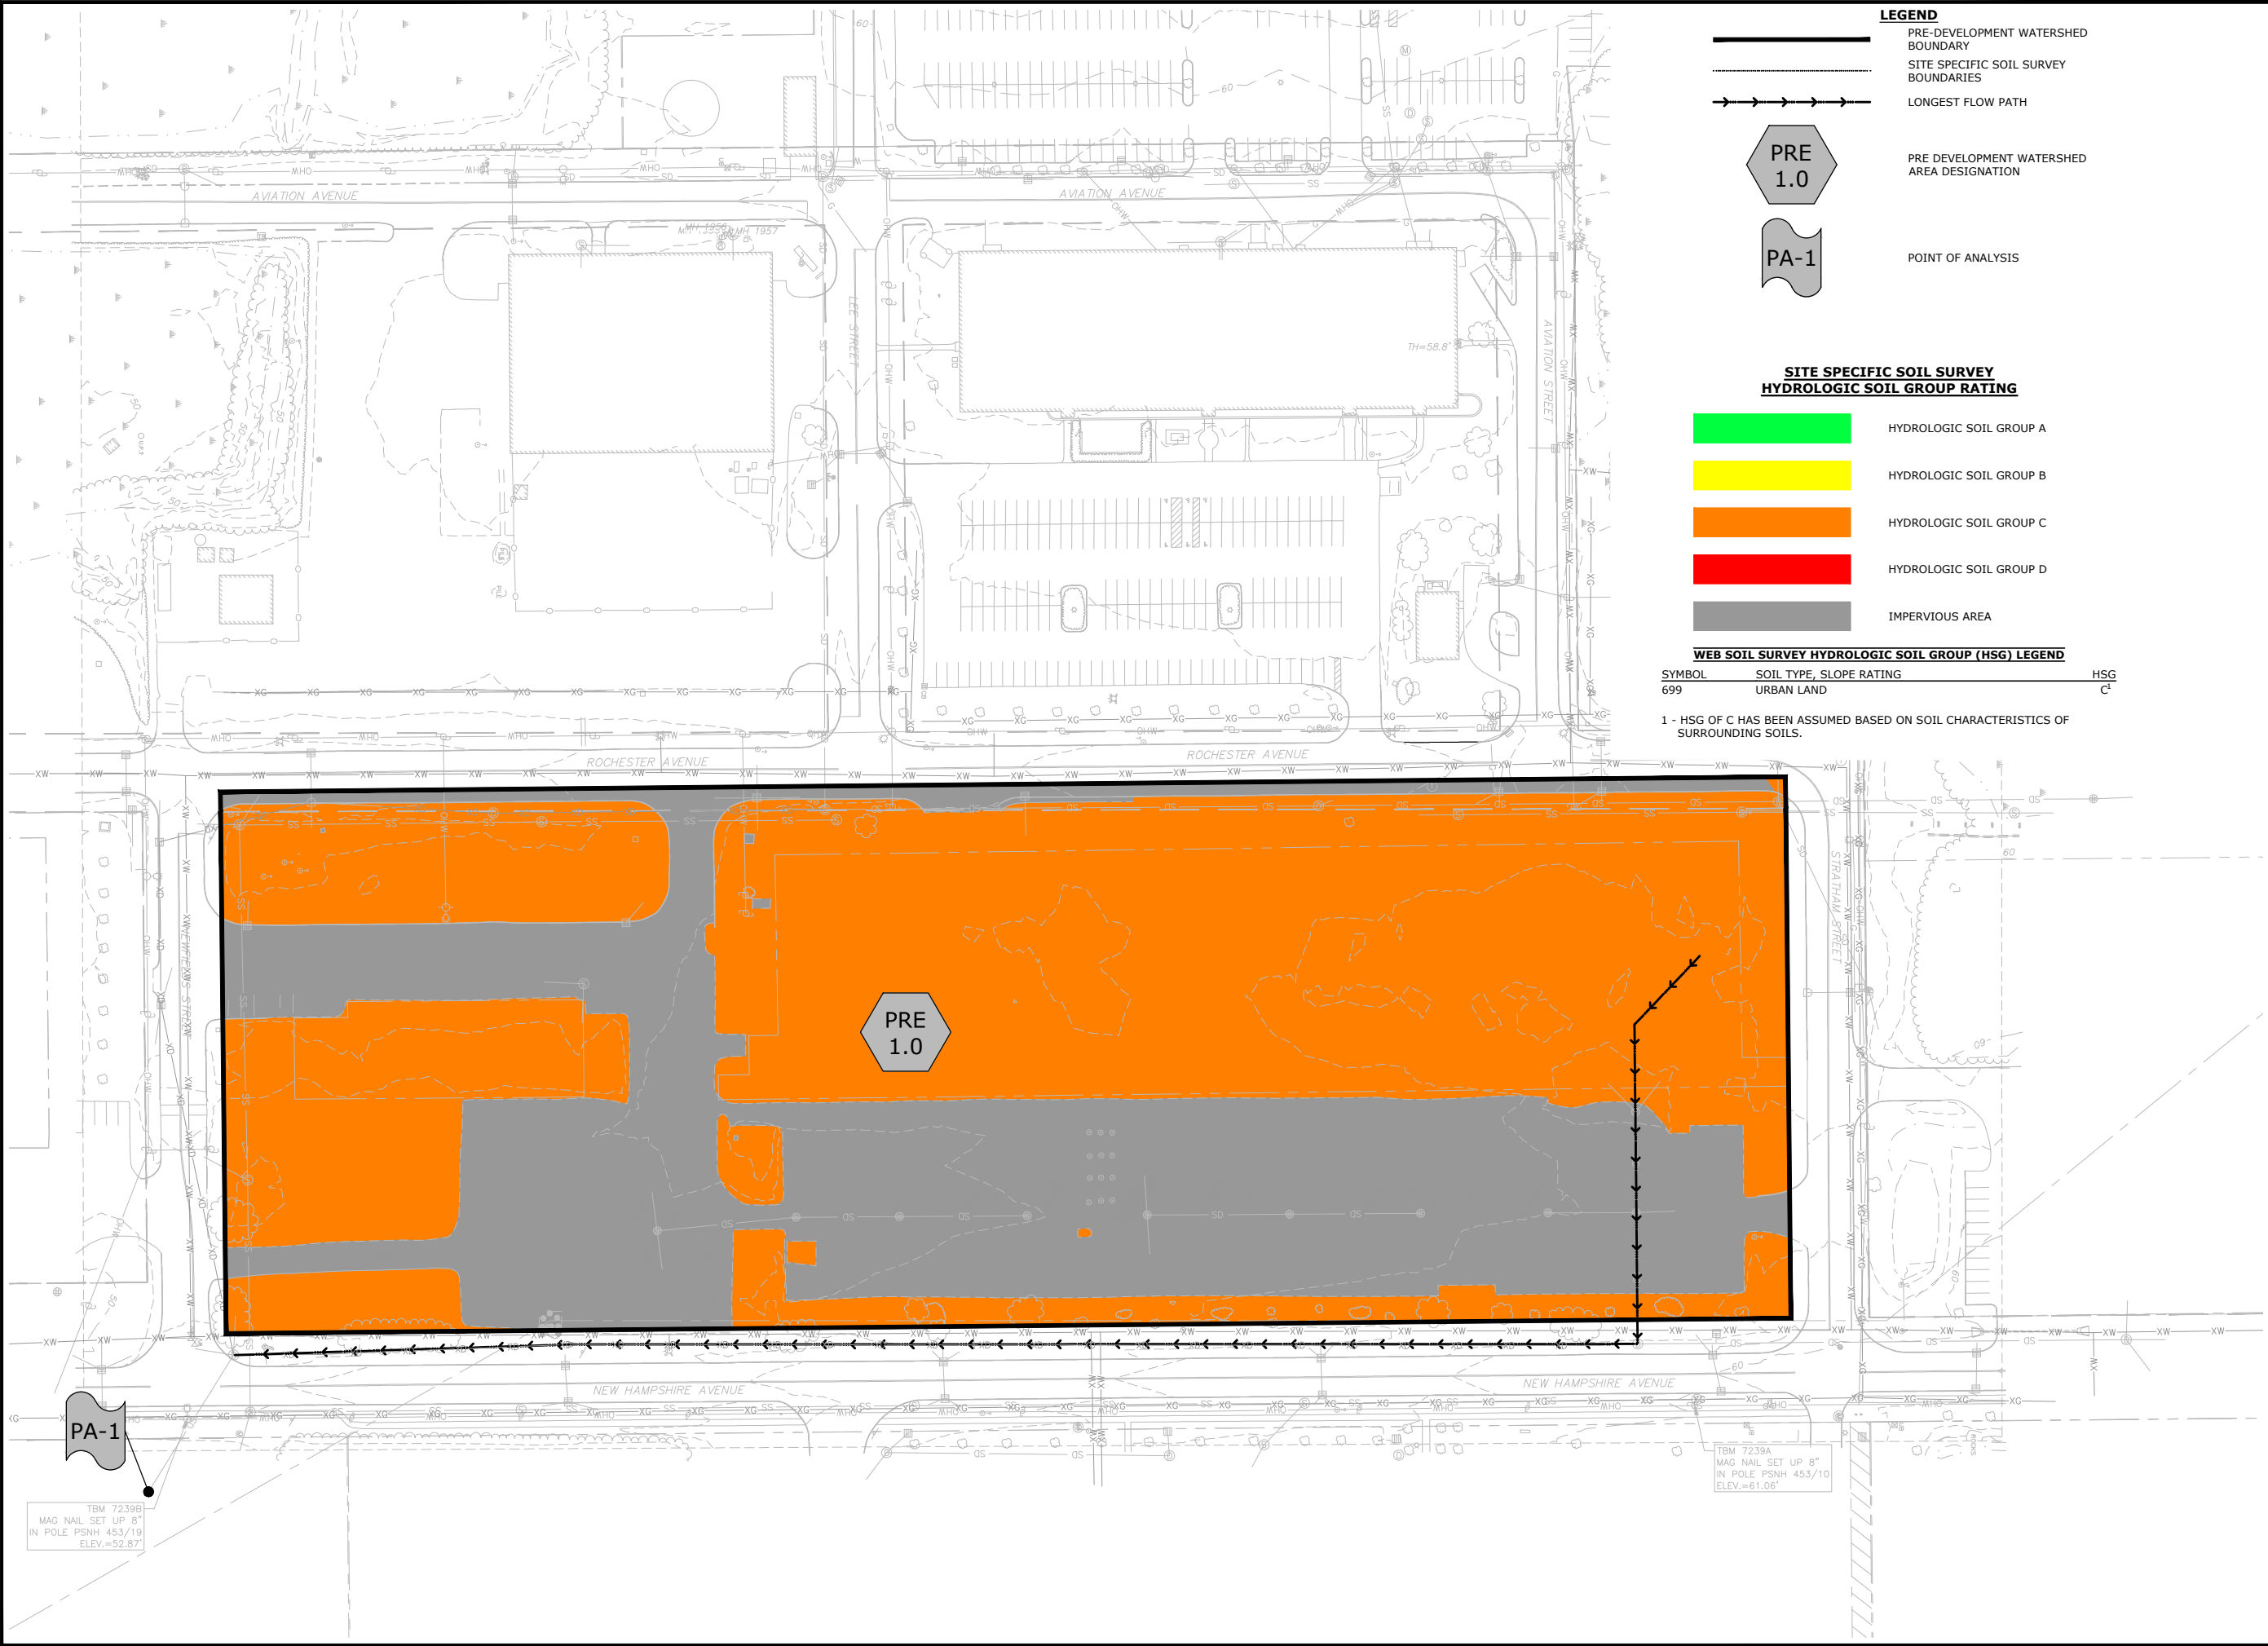 LEGEND
PRE-DEVELOPMENT WATERSHED
BOUNDARY
SITE SPECIFIC SOIL SURVEY
BOUNDARIES
LONGEST FLOW PATH
PRE
1.0
PRE DEVELOPMENT WATERSHED
AREA DESIGNATION
PA-1
POINT OF ANALYSIS
SITE SPECIFIC SOIL SURVEY
HYDROLOGIC SOIL GROUP RATING
HYDROLOGIC SOIL GROUP A
HYDROLOGIC SOIL GROUP B
HYDROLOGIC SOIL GROUP C
HYDROLOGIC SOIL GROUP D
IMPERVIOUS AREA
WEB SOIL SURVEY HYDROLOGIC SOIL GROUP (HSG) LEGEND
SYMBOL SOIL TYPE, SLOPE RATING HSG
699 URBAN LAND C¹
1 - HSG OF C HAS BEEN ASSUMED BASED ON SOIL CHARACTERISTICS OF
SURROUNDING SOILS.
AVIATION AVENUE
AVIATION AVENUE
MH 1957
LEE STREET
TH=58.8'
AVIATION STREET
ROCHESTER AVENUE
ROCHESTER AVENUE
STRATHAM STREET
PRE
1.0
NEW HAMPSHIRE AVENUE
NEW HAMPSHIRE AVENUE
PA-1
TBM 7239B
MAG NAIL SET UP 8"
IN POLE PSNH 453/19
ELEV.=52.87'
TBM 7239A
MAG NAIL SET UP 8"
IN POLE PSNH 453/10
ELEV.=61.06'